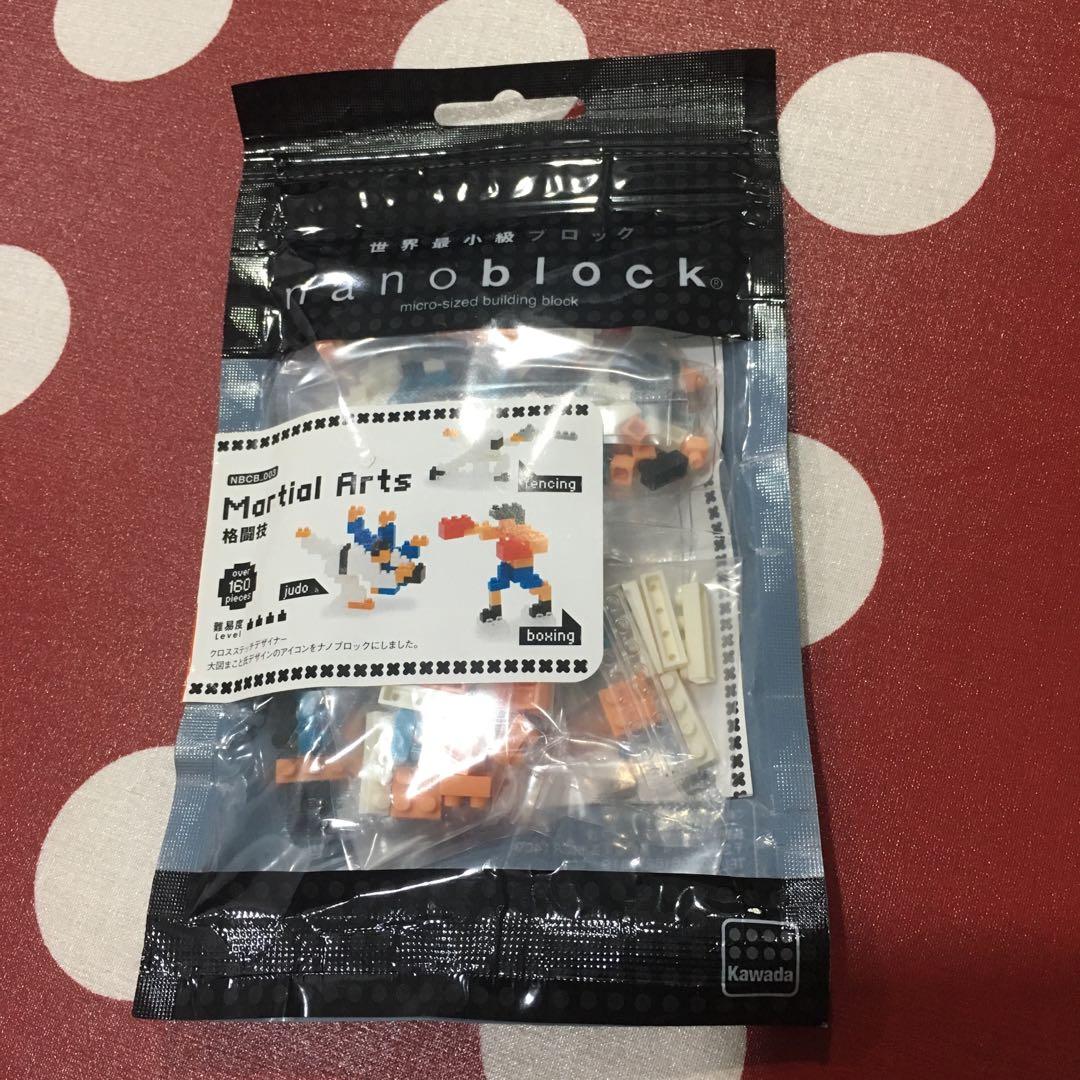 世界最小級ブロック
nanoblock®
micro-sized building block
NBCB_003
Martial Arts
格闘技
fencing
over
160
pieces
judo
難易度
Level
boxing
クロスステッチデザイナー
大図まこと氏デザインのアイコンをナノブロックにしました。
Kawada